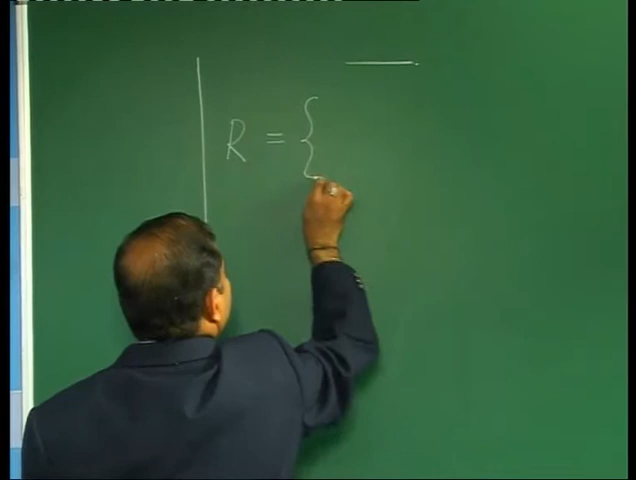 R = {